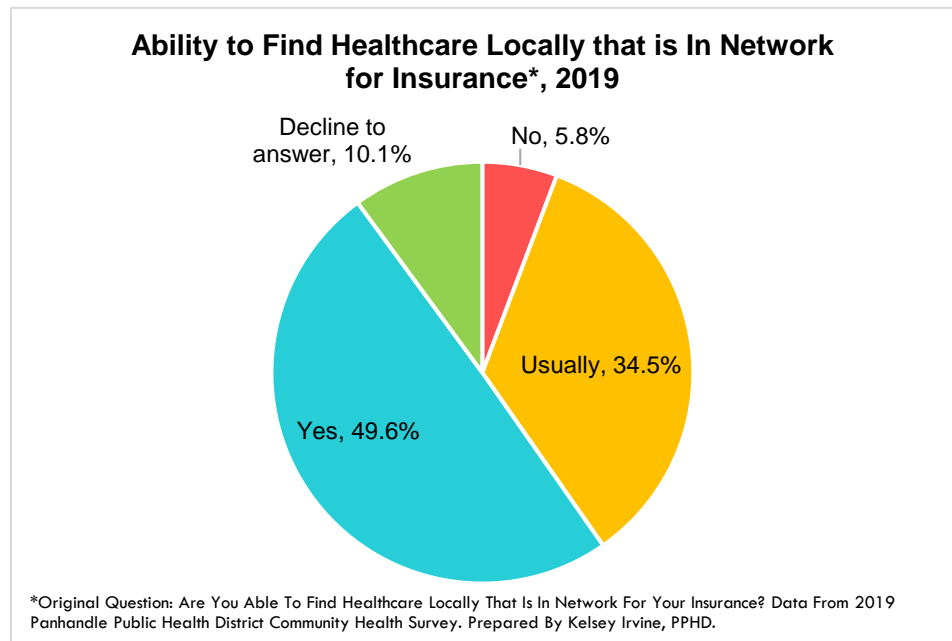 Ability to Find Healthcare Locally that is In Network
for Insurance*, 2019
Decline to
answer, 10.1%
No, 5.8%
Usually, 34.5%
Yes, 49.6%
*Original Question: Are You Able To Find Healthcare Locally That Is In Network For Your Insurance? Data From 2019
Panhandle Public Health District Community Health Survey. Prepared By Kelsey Irvine, PPHD.